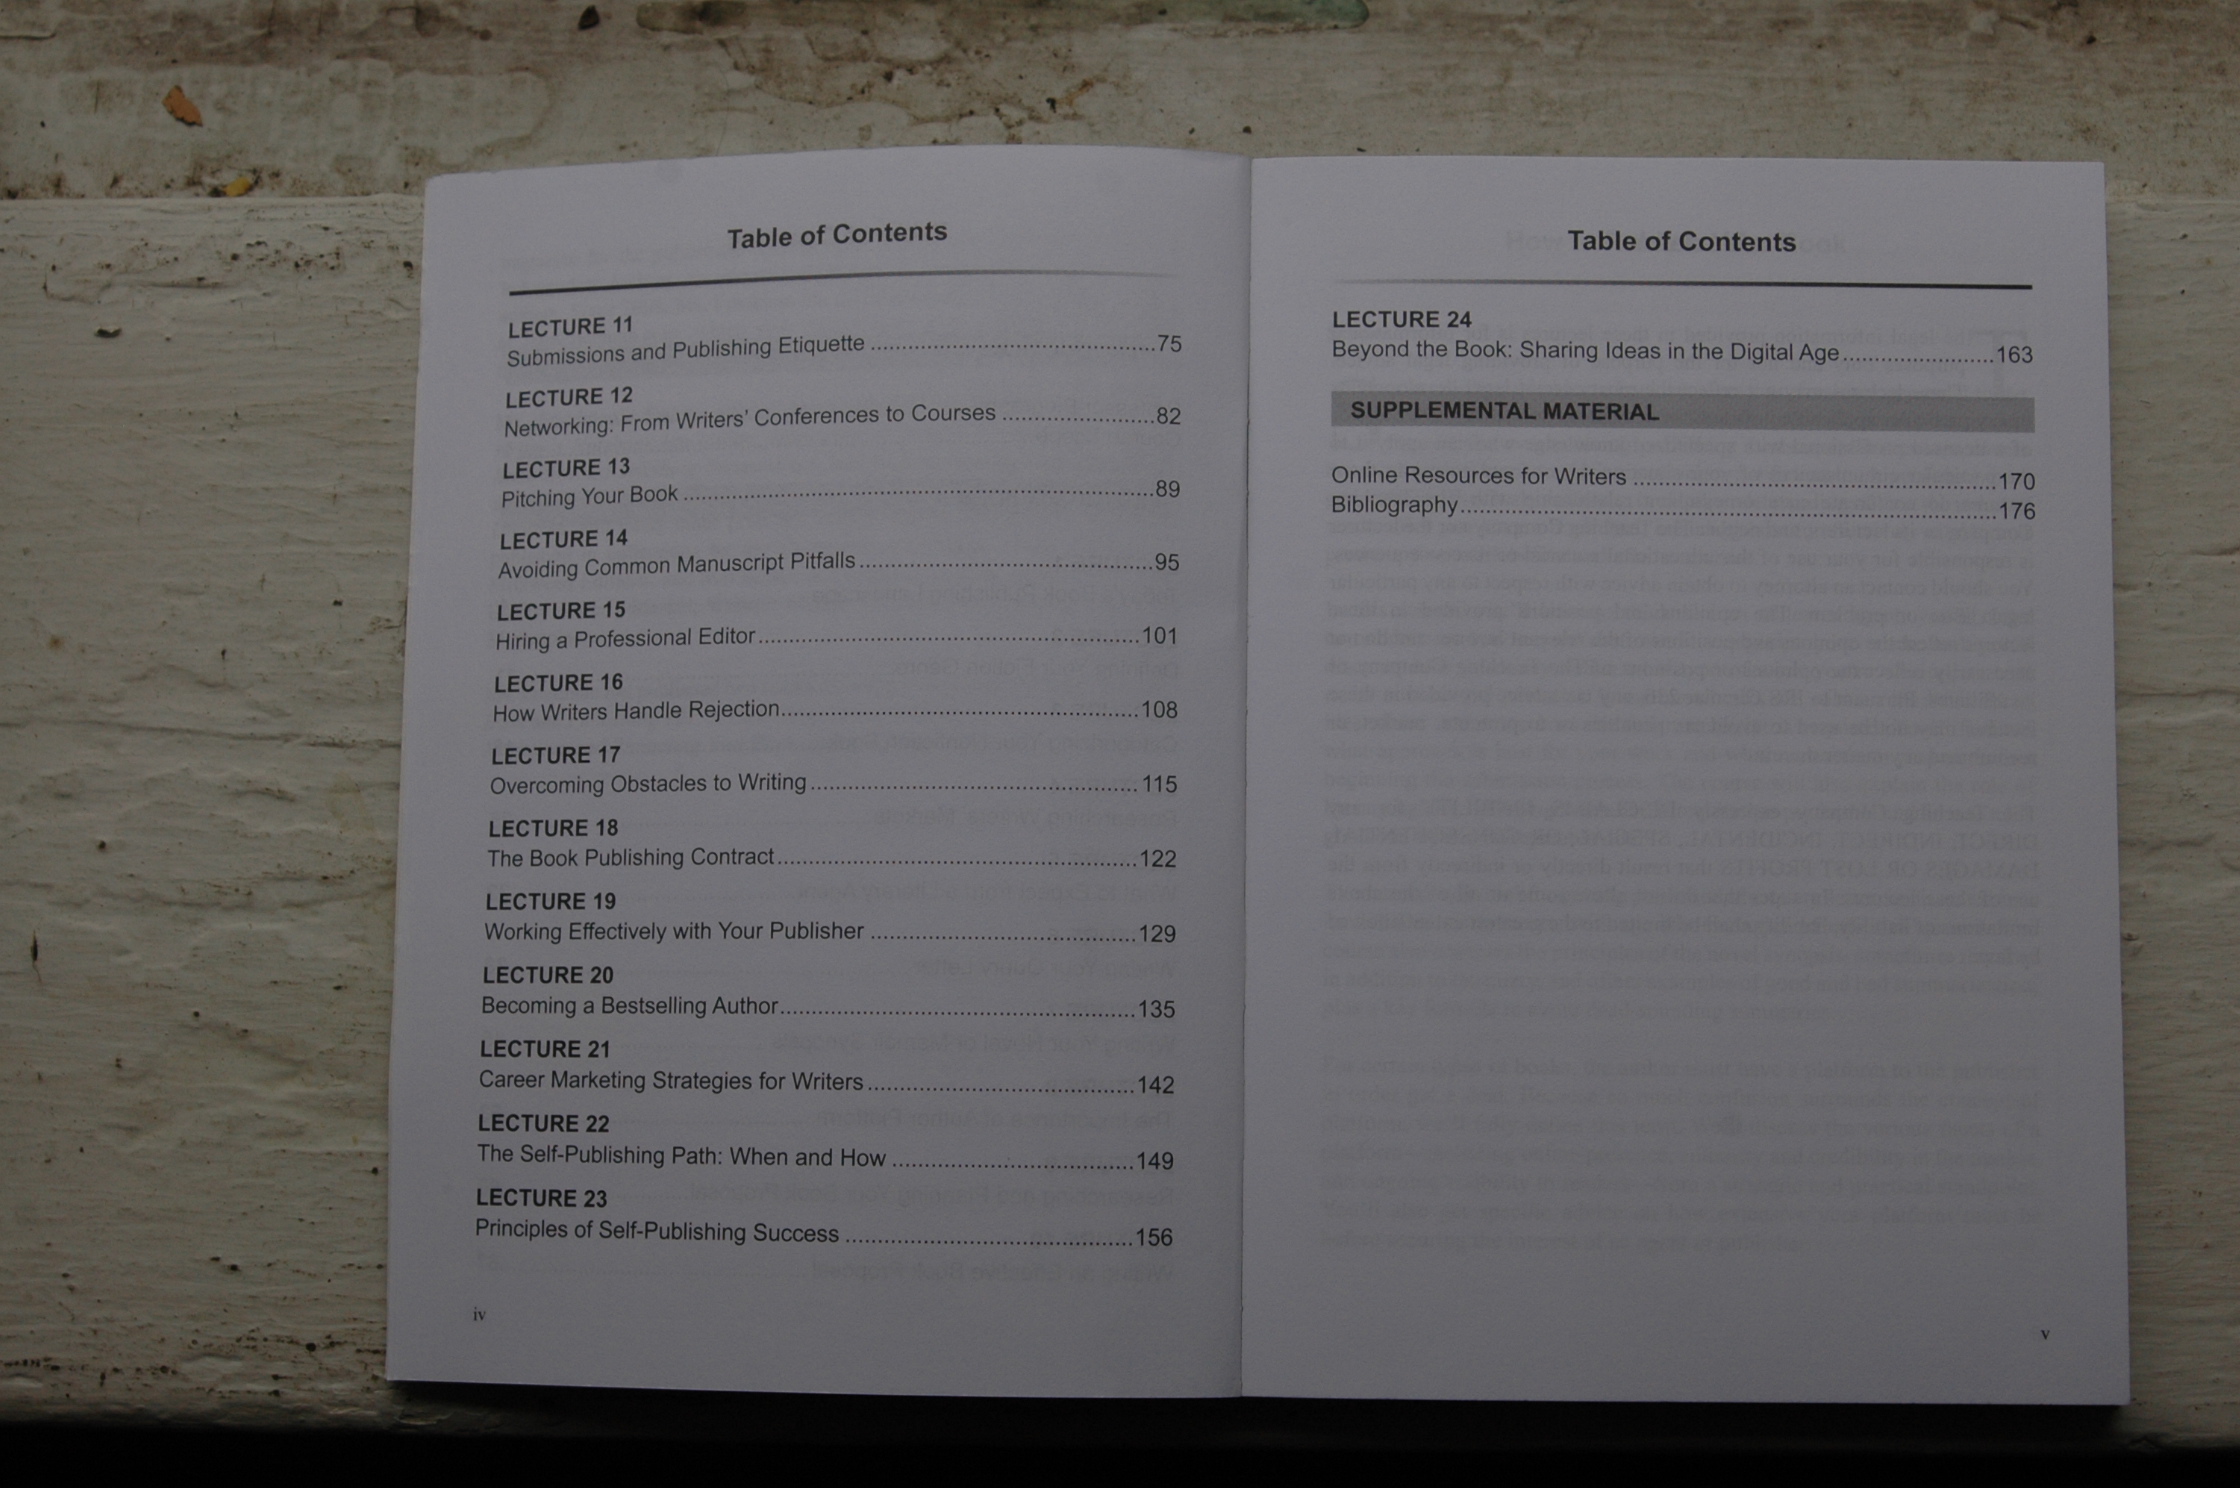 Table of Contents
LECTURE 11
Submissions and Publishing Etiquette ............................................75
LECTURE 12
Networking: From Writers’ Conferences to Courses ........................82
LECTURE 13
Pitching Your Book ..........................................................................89
LECTURE 14
Avoiding Common Manuscript Pitfalls..............................................95
LECTURE 15
Hiring a Professional Editor............................................................101
LECTURE 16
How Writers Handle Rejection........................................................108
LECTURE 17
Overcoming Obstacles to Writing...................................................115
LECTURE 18
The Book Publishing Contract........................................................122
LECTURE 19
Working Effectively with Your Publisher .........................................129
LECTURE 20
Becoming a Bestselling Author.......................................................135
LECTURE 21
Career Marketing Strategies for Writers.........................................142
LECTURE 22
The Self-Publishing Path: When and How .....................................149
LECTURE 23
Principles of Self-Publishing Success ............................................156
iv
Table of Contents
LECTURE 24
Beyond the Book: Sharing Ideas in the Digital Age.......................163
SUPPLEMENTAL MATERIAL
Online Resources for Writers ........................................................170
Bibliography...................................................................................176
v